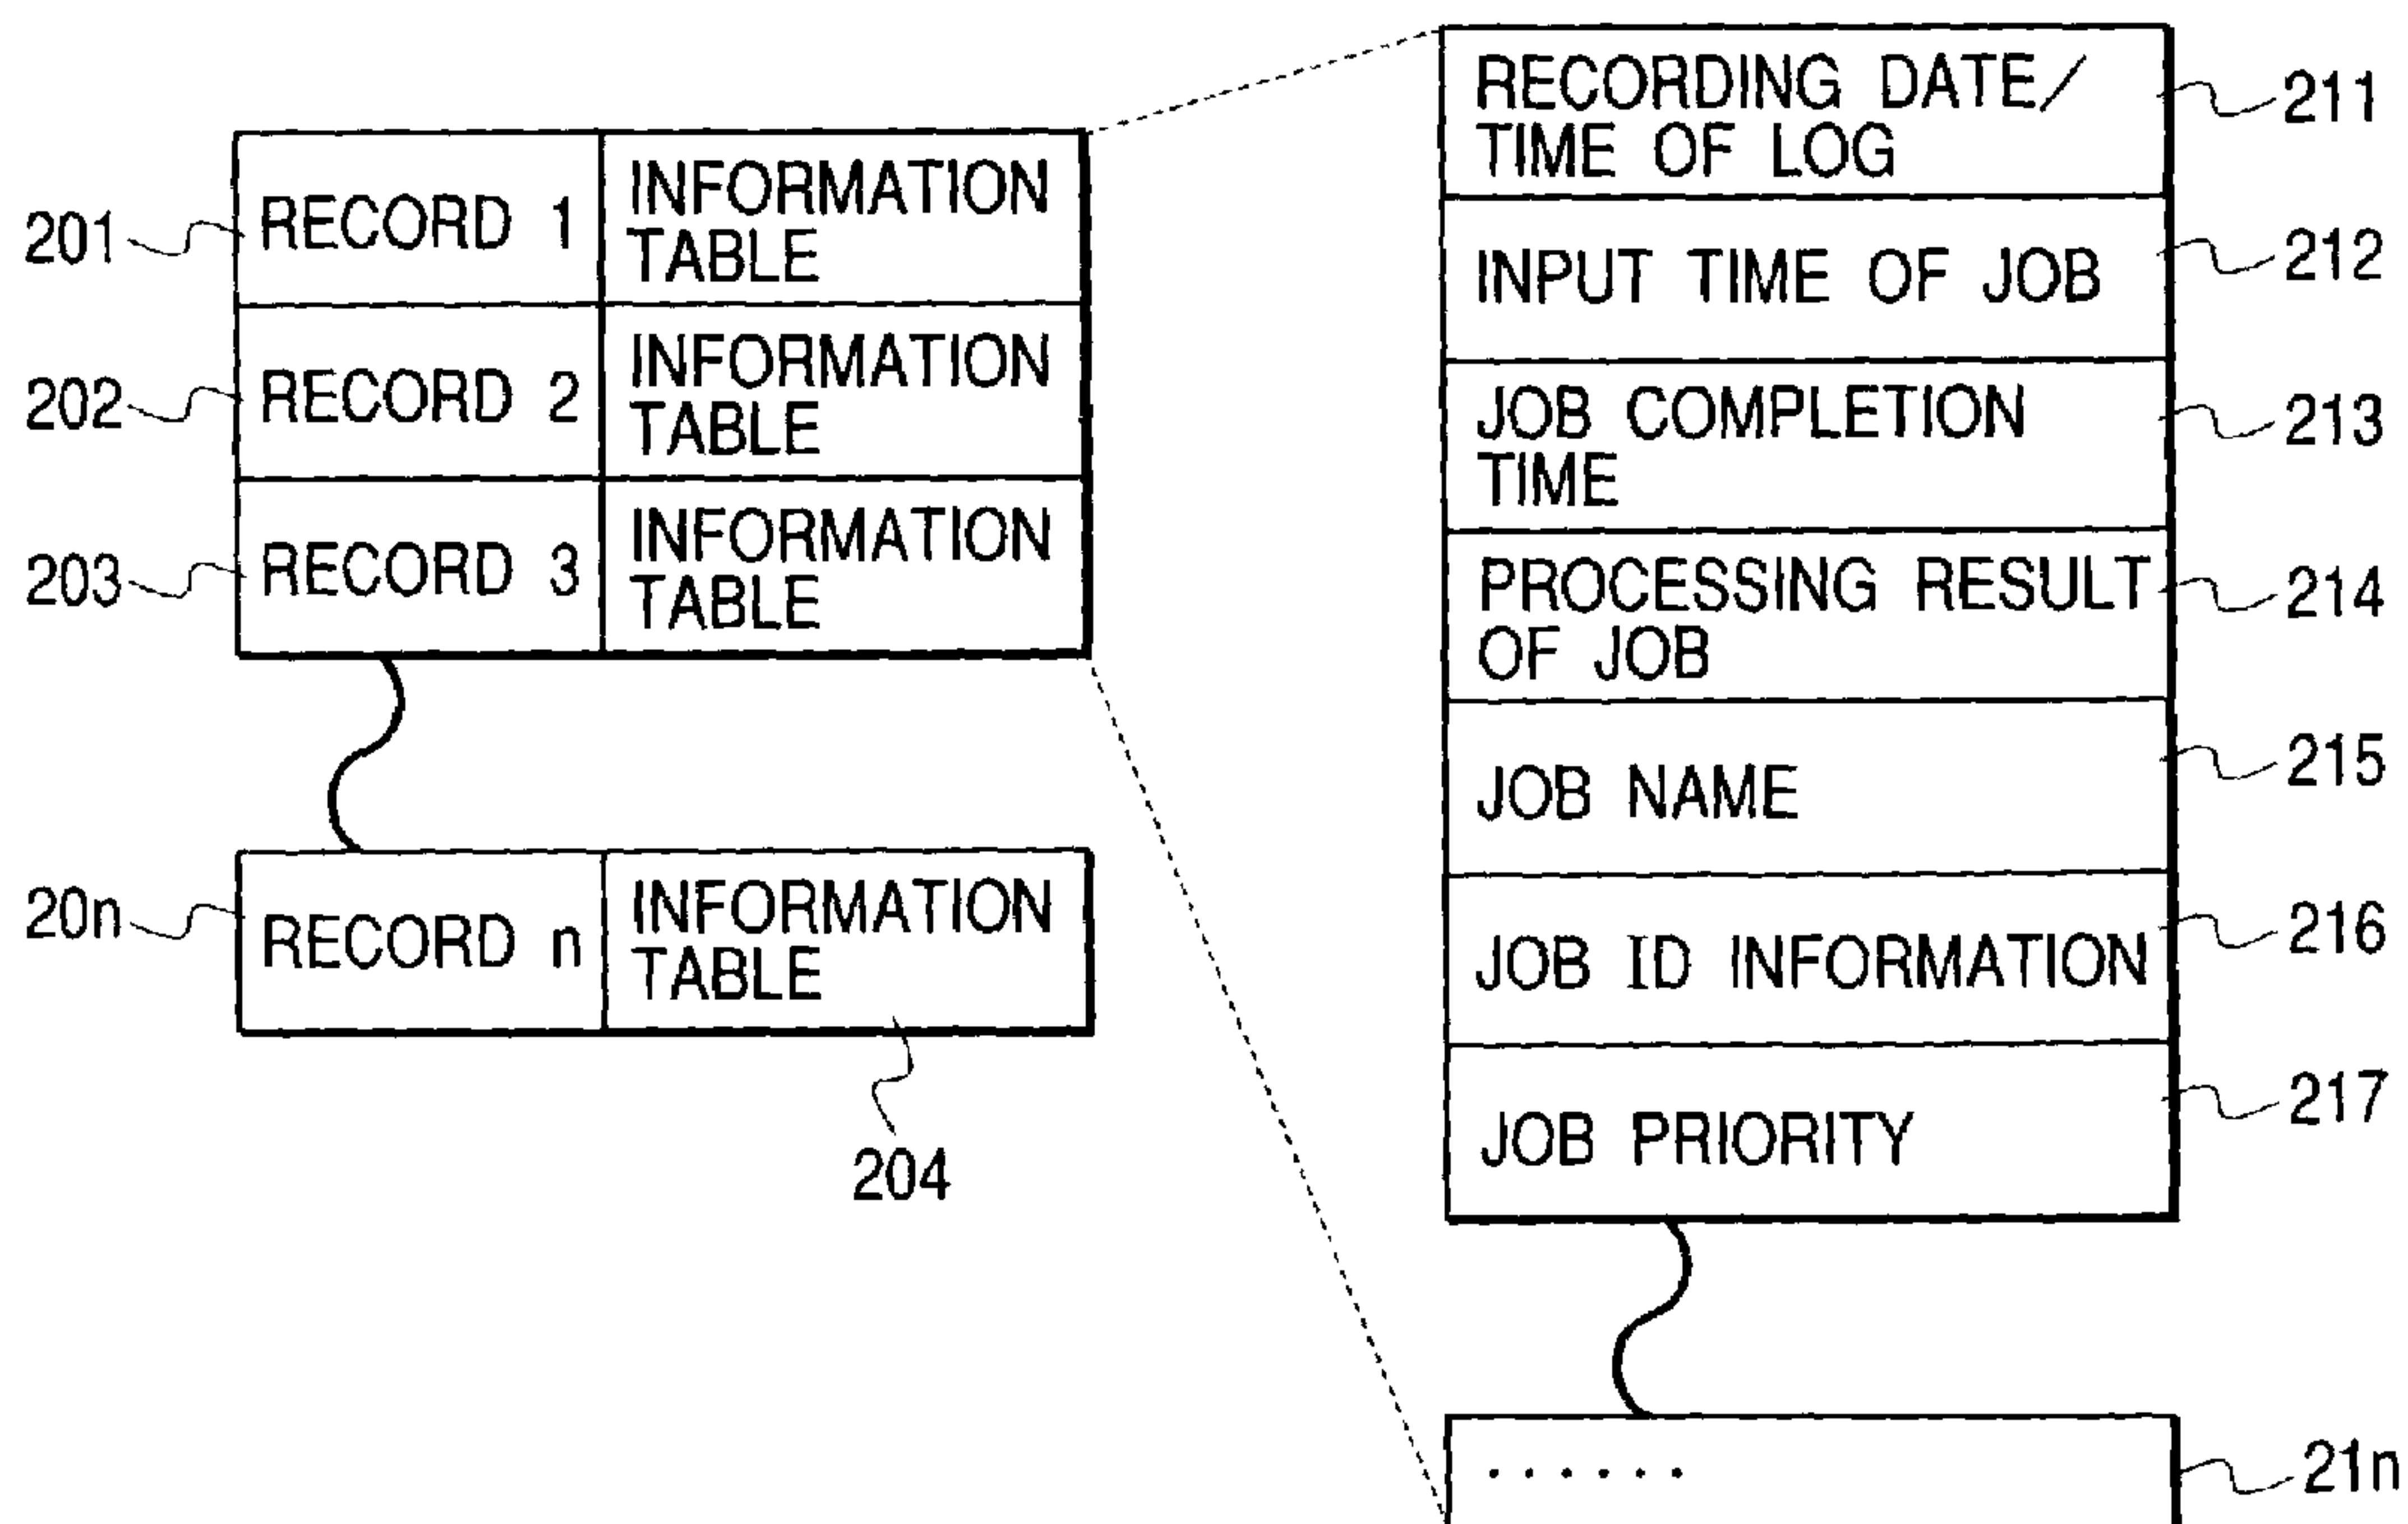 201
RECORD 1
INFORMATION
TABLE
202
RECORD 2
INFORMATION
TABLE
203
RECORD 3
INFORMATION
TABLE
20n
RECORD n
INFORMATION
TABLE
204
RECORDING DATE/
TIME OF LOG
211
INPUT TIME OF JOB
212
JOB COMPLETION
TIME
213
PROCESSING RESULT
OF JOB
214
JOB NAME
215
JOB ID INFORMATION
216
JOB PRIORITY
217
......
21n